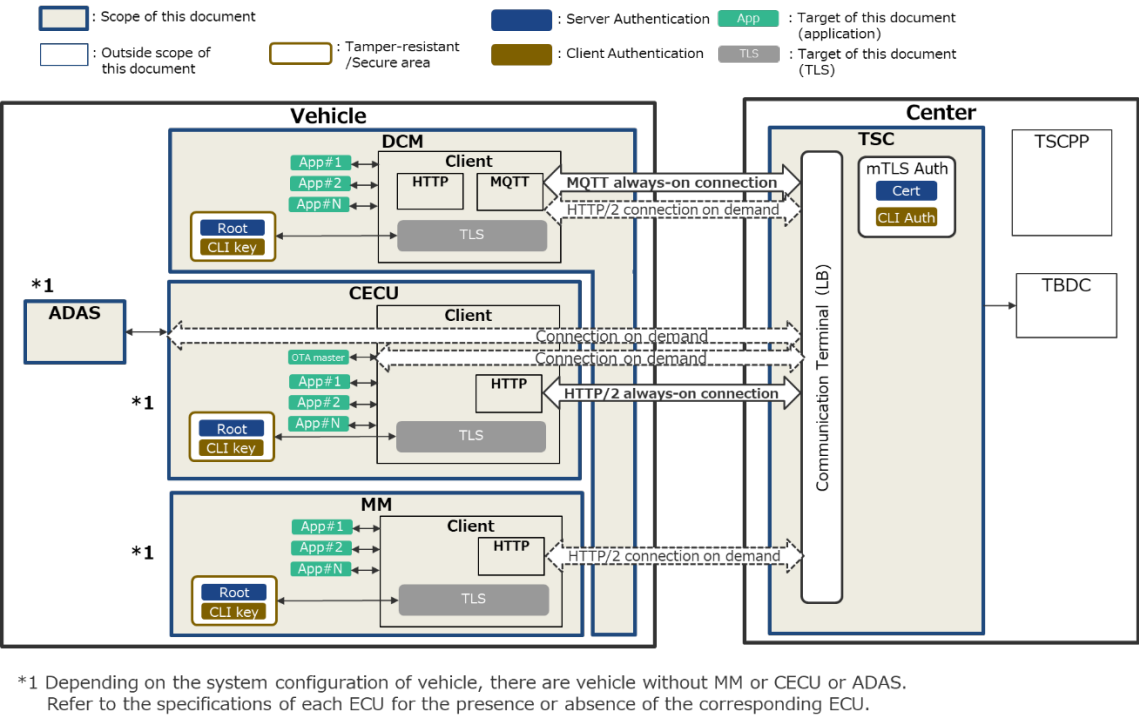 : Scope of this document
: Outside scope of
this document
: Tamper-resistant
/Secure area
: Server Authentication
: Client Authentication
App
: Target of this document
(application)
TLS
: Target of this document
(TLS)
Vehicle
DCM
Client
HTTP
MQTT
App#1
App#2
App#N
Root
CLI key
TLS
MQTT always-on connection
HTTP/2 connection on demand
*1
ADAS
CECU
Client
Connection on demand
Connection on demand
OTA master
App#1
App#2
App#N
HTTP
HTTP/2 always-on connection
*1
Root
CLI key
TLS
MM
Client
App#1
App#2
App#N
HTTP
HTTP/2 connection on demand
*1
Root
CLI key
TLS
Center
TSC
Communication Terminal (LB)
mTLS Auth
Cert
CLI Auth
TSCPP
TBDC
*1 Depending on the system configuration of vehicle, there are vehicle without MM or CECU or ADAS.
Refer to the specifications of each ECU for the presence or absence of the corresponding ECU.